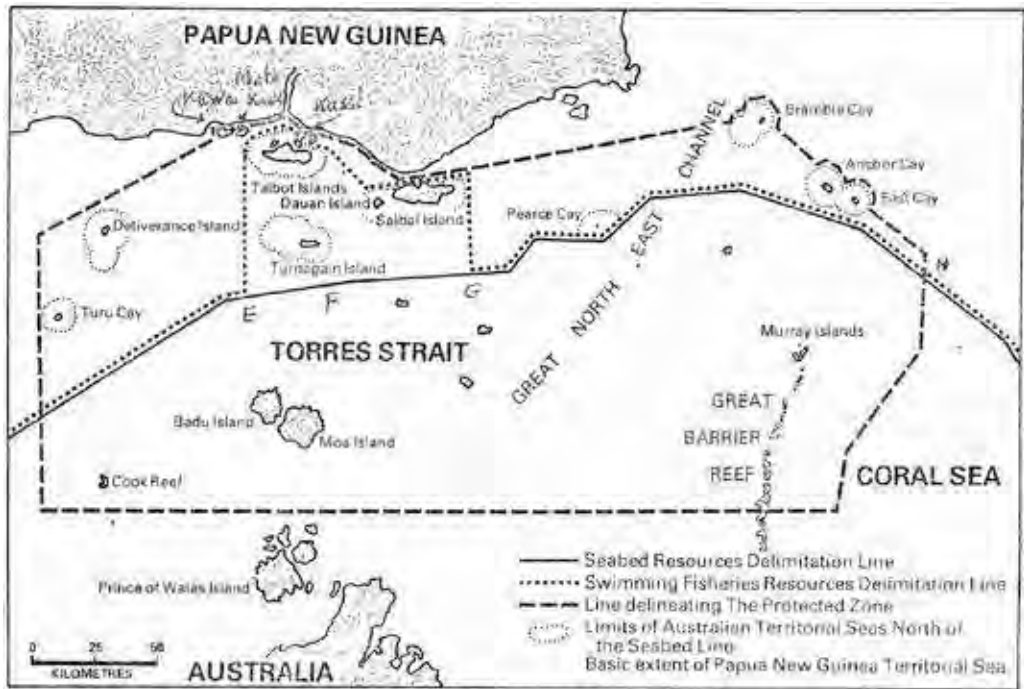 PAPUA NEW GUINEA
Kussa
Kaual
Talbot Islands
Dauan Island
Saibai Island
Deliverance Island
Turnagain Island
Turu Cay
Pearce Cay
Bramble Cay
Anchor Cay
East Cay
GREAT NORTH EAST CHANNEL
E
F
G
H
TORRES STRAIT
Murray Islands
Badu Island
Moa Island
GREAT
BARRIER
REEF
CORAL SEA
Cook Reef
Prince of Wales Island
AUSTRALIA
0 25 50
KILOMETRES
Seabed Resources Delimitation Line
Swimming Fisheries Resources Delimitation Line
Line delineating The Protected Zone
Limits of Australian Territorial Seas North of
the Seabed Line
Basic extent of Papua New Guinea Territorial Sea